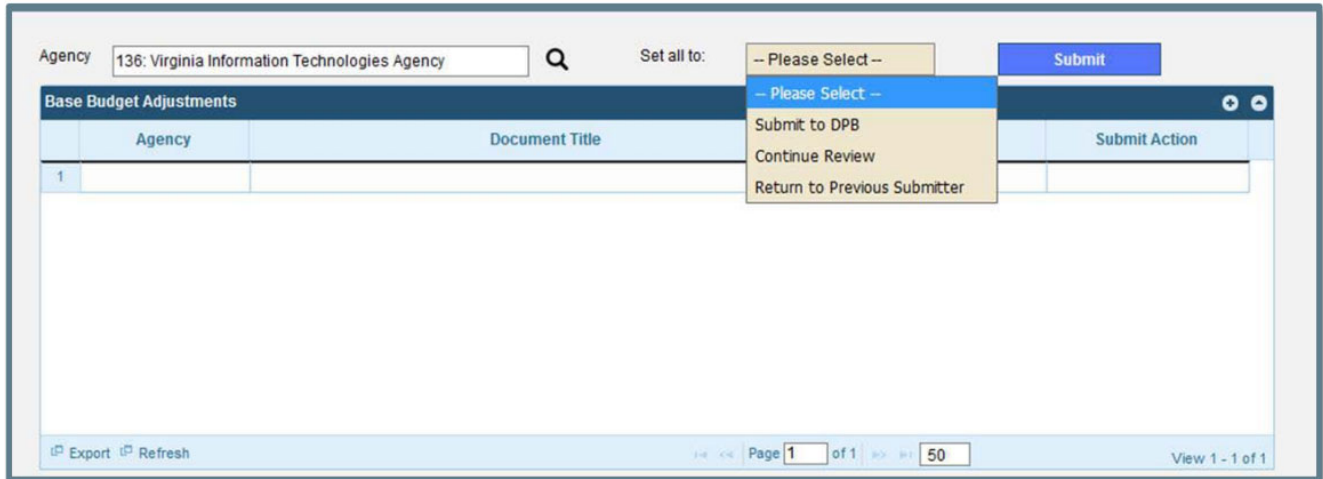 Agency 136: Virginia Information Technologies Agency Set all to: -- Please Select -- Submit
-- Please Select --
Base Budget Adjustments
Submit to DPB
Agency Document Title Submit Action
Continue Review
1
Return to Previous Submitter
Export Refresh Page 1 of 1 50 View 1 - 1 of 1